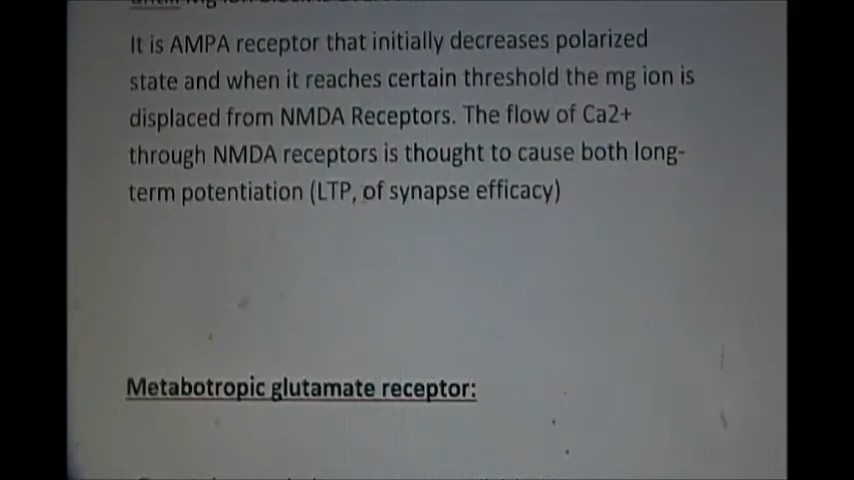 It is AMPA receptor that initially decreases polarized
state and when it reaches certain threshold the mg ion is
displaced from NMDA Receptors. The flow of Ca2+
through NMDA receptors is thought to cause both long-
term potentiation (LTP, of synapse efficacy)
Metabotropic glutamate receptor: